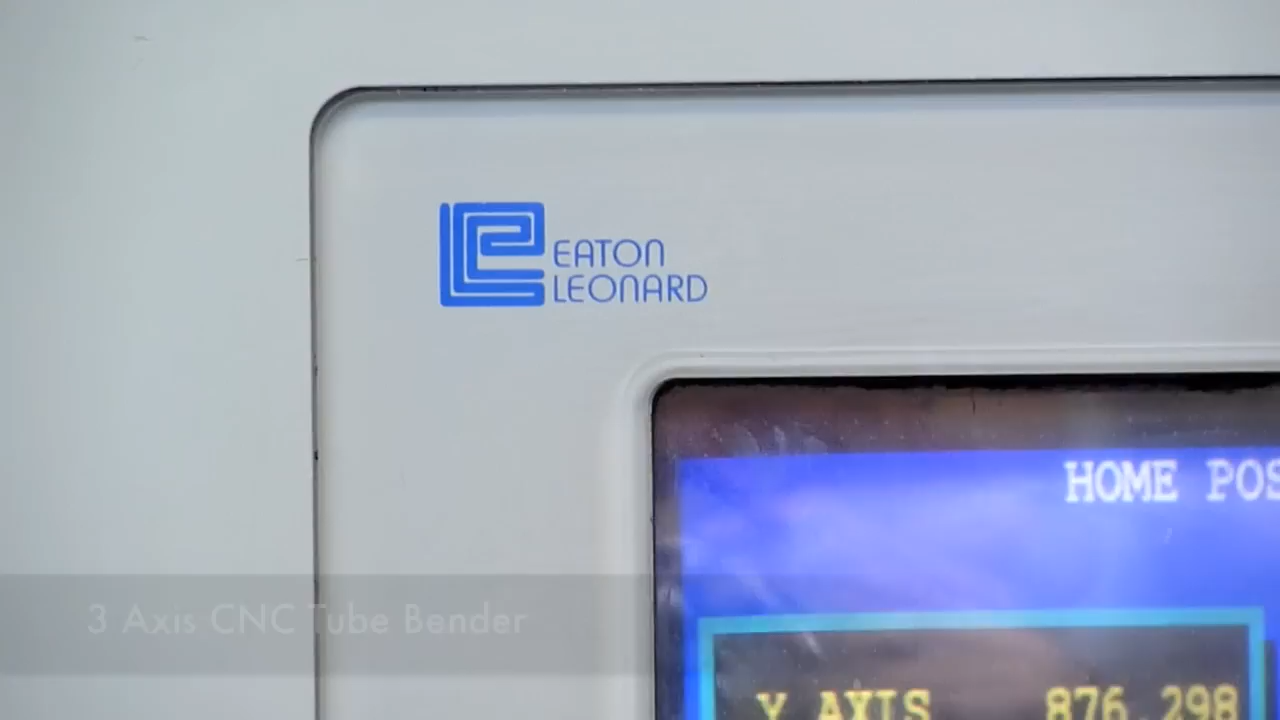 EATON
LEONARD
HOME POS
Y AXIS 876.298
3 Axis CNC Tube Bender